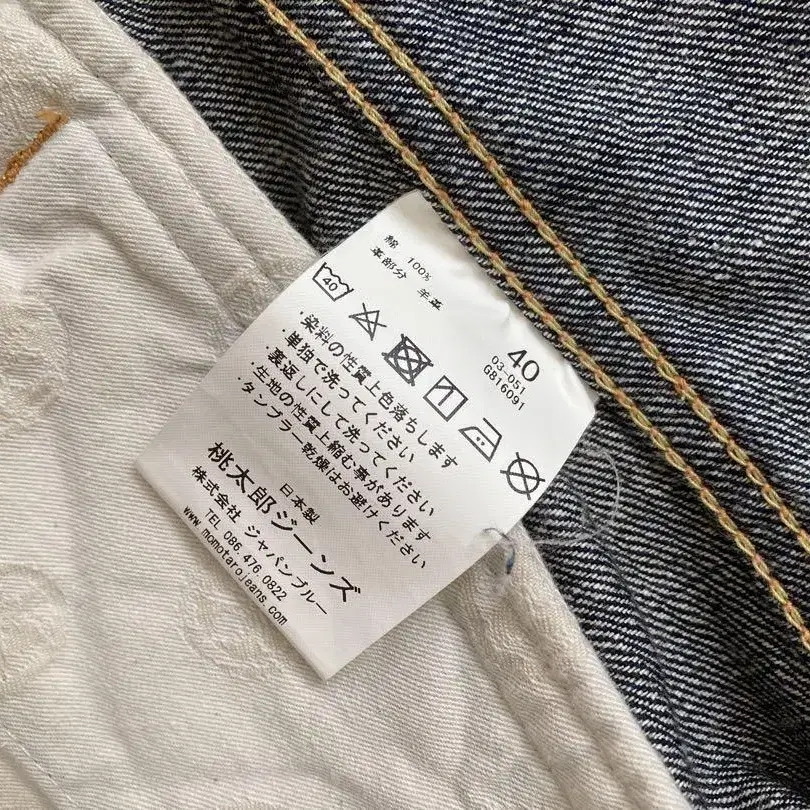 綿 100%
革部分 羊革
40
40
03-051
G816091
・染料の性質上色落ちします
・単独で洗ってください
・裏返しにして洗ってください
・生地の性質上縮む事があります
・タンブラー乾燥はお避けください
日本製
桃太郎ジーンズ
株式会社 ジャパンブルー
TEL 086.476.0822
www.momotarojeans.com